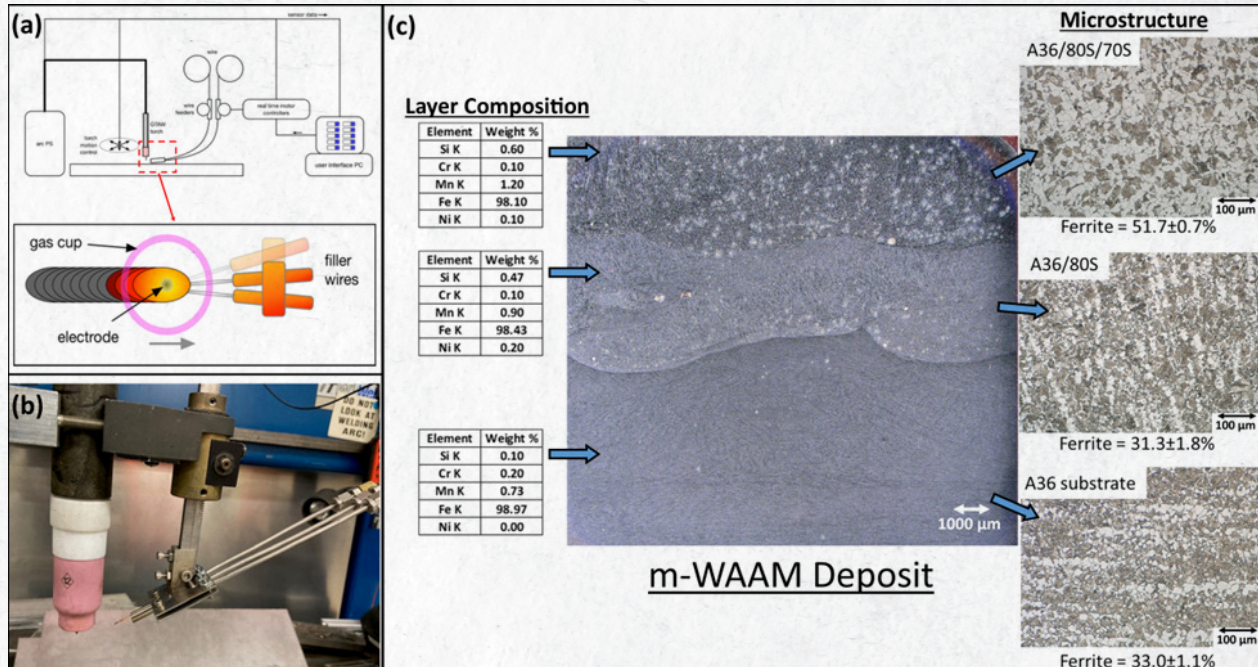 (a)
sensor data
wire
wire
feeders
real time motor
controllers
GTAW
torch
torch
motion
control
arc PS
user interface PC
gas cup
filler
wires
electrode
(b)
DO NOT
LOOK AT
WELDING
ARC!
(c)
Layer Composition
Element Weight %
Si K 0.60
Cr K 0.10
Mn K 1.20
Fe K 98.10
Ni K 0.10
Element Weight %
Si K 0.47
Cr K 0.10
Mn K 0.90
Fe K 98.43
Ni K 0.20
Element Weight %
Si K 0.10
Cr K 0.20
Mn K 0.73
Fe K 98.97
Ni K 0.00
1000 µm
m-WAAM Deposit
Microstructure
A36/80S/70S
100 µm
Ferrite = 51.7±0.7%
A36/80S
100 µm
Ferrite = 31.3±1.8%
A36 substrate
100 µm
Ferrite = 33.0±1.1%